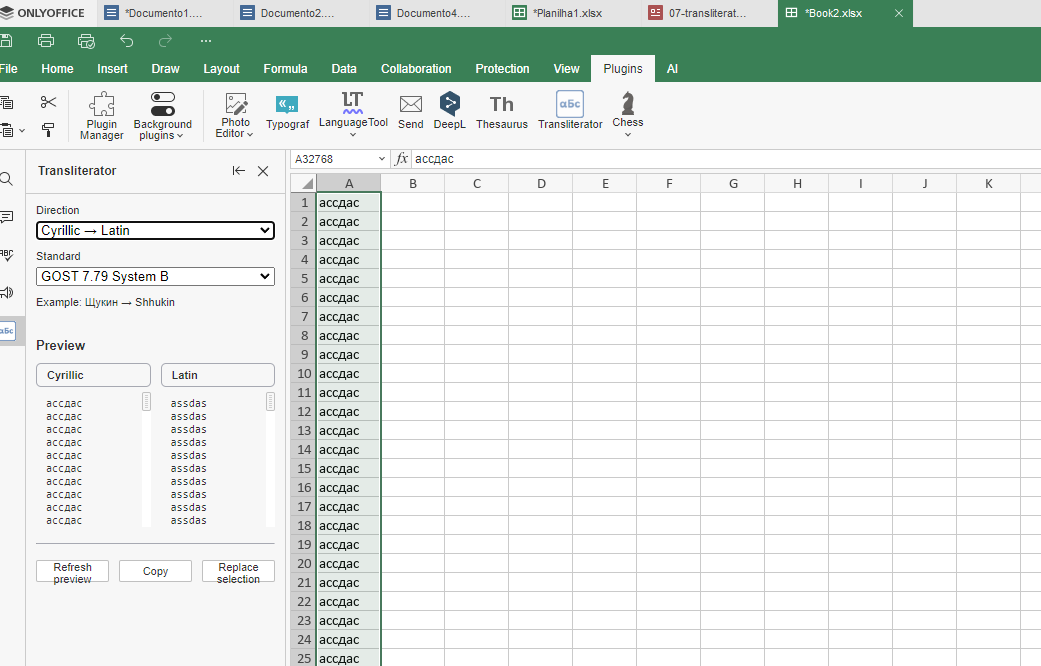 ONLYOFFICE
*Documento1....
Documento2....
Documento4....
*Planilha1.xlsx
07-transliterat...
*Book2.xlsx
File Home Insert Draw Layout Formula Data Collaboration Protection View Plugins AI
Plugin Manager
Background plugins
Photo Editor
«„ Typograf
LT LanguageTool
Send
DeepL
Th Thesaurus
абс Transliterator
Chess
Transliterator
A32768
fx ассдас
Direction
Cyrillic → Latin
Standard
GOST 7.79 System B
Example: Щукин → Shhukin
Preview
Cyrillic Latin
ассдас assdas
ассдас assdas
ассдас assdas
ассдас assdas
ассдас assdas
ассдас assdas
ассдас assdas
ассдас assdas
ассдас assdas
ассдас assdas
Refresh preview
Copy
Replace selection
A B C D E F G H I J K
1 ассдас
2 ассдас
3 ассдас
4 ассдас
5 ассдас
6 ассдас
7 ассдас
8 ассдас
9 ассдас
10 ассдас
11 ассдас
12 ассдас
13 ассдас
14 ассдас
15 ассдас
16 ассдас
17 ассдас
18 ассдас
19 ассдас
20 ассдас
21 ассдас
22 ассдас
23 ассдас
24 ассдас
25 ассдас